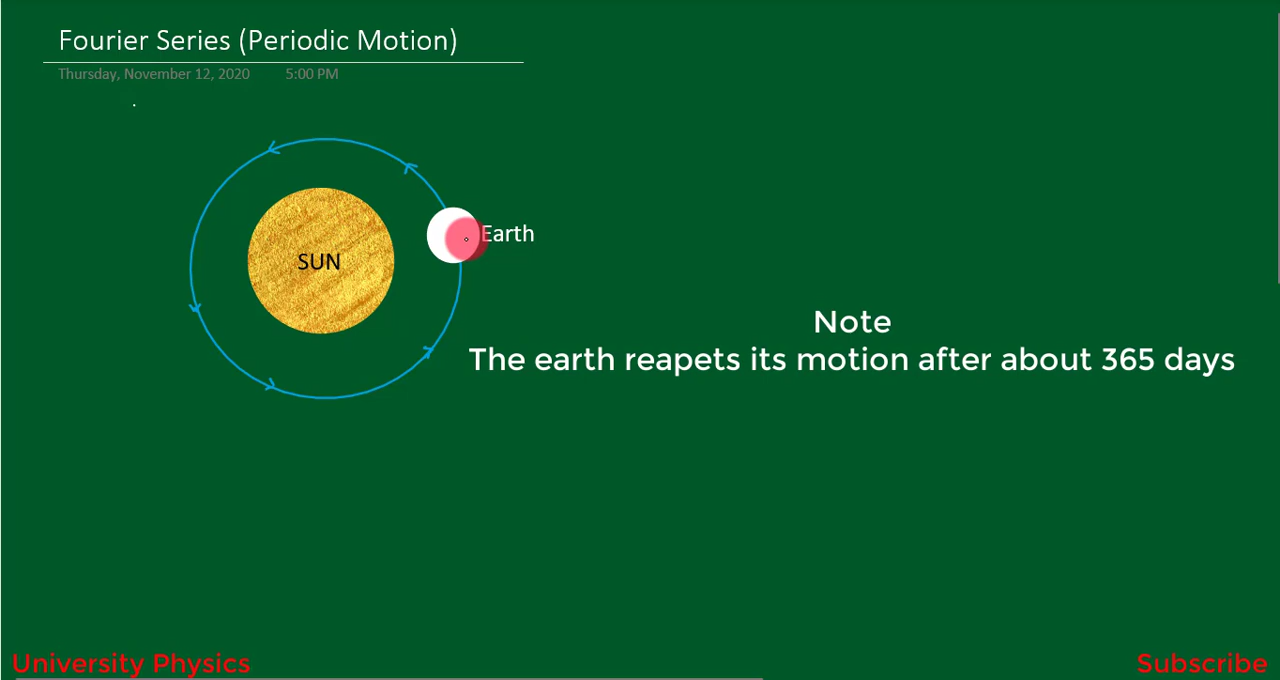 Fourier Series (Periodic Motion)
Thursday, November 12, 2020 5:00 PM
Earth
SUN
Note
The earth reapets its motion after about 365 days
University Physics
Subscribe